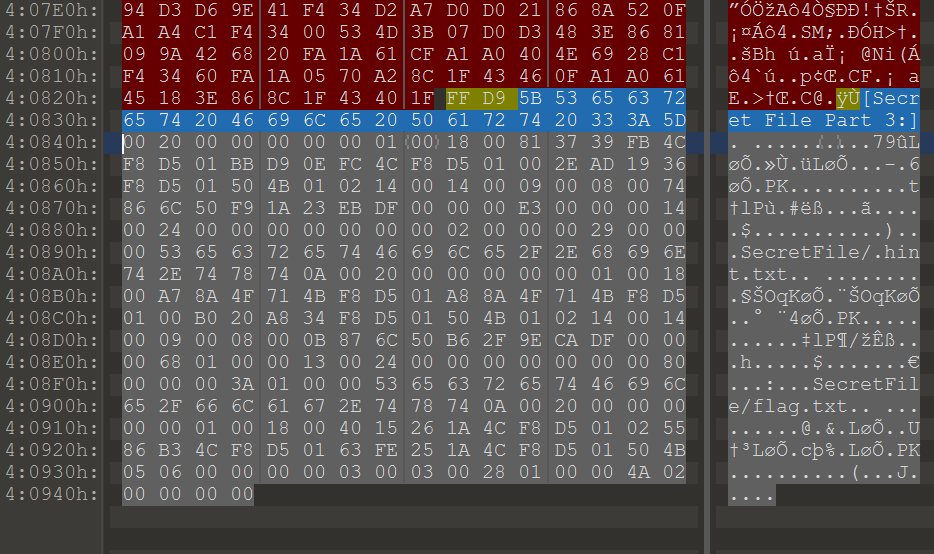 4:07E0h: 94 D3 D6 9E 41 F4 34 D2 A7 D0 D0 21 86 8A 52 0F ”ÓÖžAô4Ò§ÐÐ!†ŠR.
4:07F0h: A1 A4 C1 F4 34 00 53 4D 3B 07 D0 D3 48 3E 86 81 ¡¤Áô4.SM;.ÐÓH>†.
4:0800h: 09 9A 42 68 20 FA 1A 61 CF A1 A0 40 4E 69 28 C1 .šBh ú.aÏ¡ @Ni(Á
4:0810h: F4 34 60 FA 1A 05 70 A2 8C 1F 43 46 0F A1 A0 61 ô4`ú..p¢Œ.CF.¡ a
4:0820h: 45 18 3E 86 8C 1F 43 40 1F FF D9 5B 53 65 63 72 E.>†Œ.C@.ÿÙ[Secr
4:0830h: 65 74 20 46 69 6C 65 20 50 61 72 74 20 33 3A 5D et File Part 3:]
4:0840h: 00 20 00 00 00 00 00 01 00 18 00 81 37 39 FB 4C . ..........79ûL
4:0850h: F8 D5 01 BB D9 0E FC 4C F8 D5 01 00 2E AD 19 36 øÕ.»Ù.üLøÕ...­.6
4:0860h: F8 D5 01 50 4B 01 02 14 00 14 00 09 00 08 00 74 øÕ.PK..........t
4:0870h: 86 6C 50 F9 1A 23 EB DF 00 00 00 E3 00 00 00 14 †lPù.#ëß...ã....
4:0880h: 00 24 00 00 00 00 00 00 00 02 00 00 00 29 00 00 .$...........)..
4:0890h: 00 53 65 63 72 65 74 46 69 6C 65 2F 2E 68 69 6E .SecretFile/.hin
4:08A0h: 74 2E 74 78 74 0A 00 20 00 00 00 00 00 01 00 18 t.txt.. ........
4:08B0h: 00 A7 8A 4F 71 4B F8 D5 01 A8 8A 4F 71 4B F8 D5 .§ŠOqKøÕ.¨ŠOqKøÕ
4:08C0h: 01 00 B0 20 A8 34 F8 D5 01 50 4B 01 02 14 00 14 ..° ¨4øÕ.PK.....
4:08D0h: 00 09 00 08 00 0B 87 6C 50 B6 2F 9E CA DF 00 00 ......‡lP¶/žÊß..
4:08E0h: 00 68 01 00 00 13 00 24 00 00 00 00 00 00 00 80 .h.....$.......€
4:08F0h: 00 00 00 3A 01 00 00 53 65 63 72 65 74 46 69 6C ...:...SecretFil
4:0900h: 65 2F 66 6C 61 67 2E 74 78 74 0A 00 20 00 00 00 e/flag.txt.. ...
4:0910h: 00 00 01 00 18 00 40 15 26 1A 4C F8 D5 01 02 55 ......@.&.LøÕ..U
4:0920h: 86 B3 4C F8 D5 01 63 FE 25 1A 4C F8 D5 01 50 4B †³LøÕ.cþ%.LøÕ.PK
4:0930h: 05 06 00 00 00 00 03 00 03 00 28 01 00 00 4A 02 ..........(...J.
4:0940h: 00 00 00 00 ....